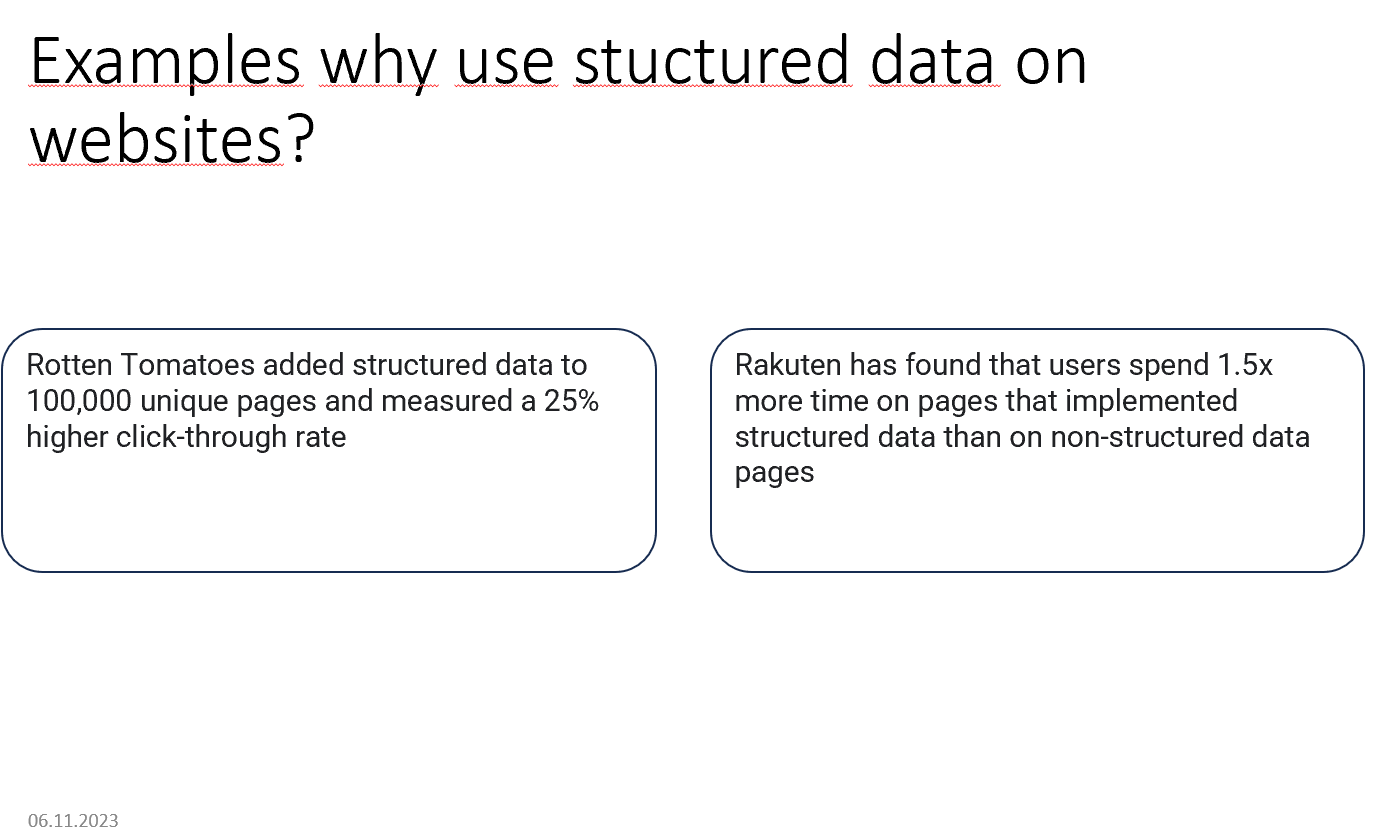 Examples why use stuctured data on
websites?
Rotten Tomatoes added structured data to
100,000 unique pages and measured a 25%
higher click-through rate
Rakuten has found that users spend 1.5x
more time on pages that implemented
structured data than on non-structured data
pages
06.11.2023